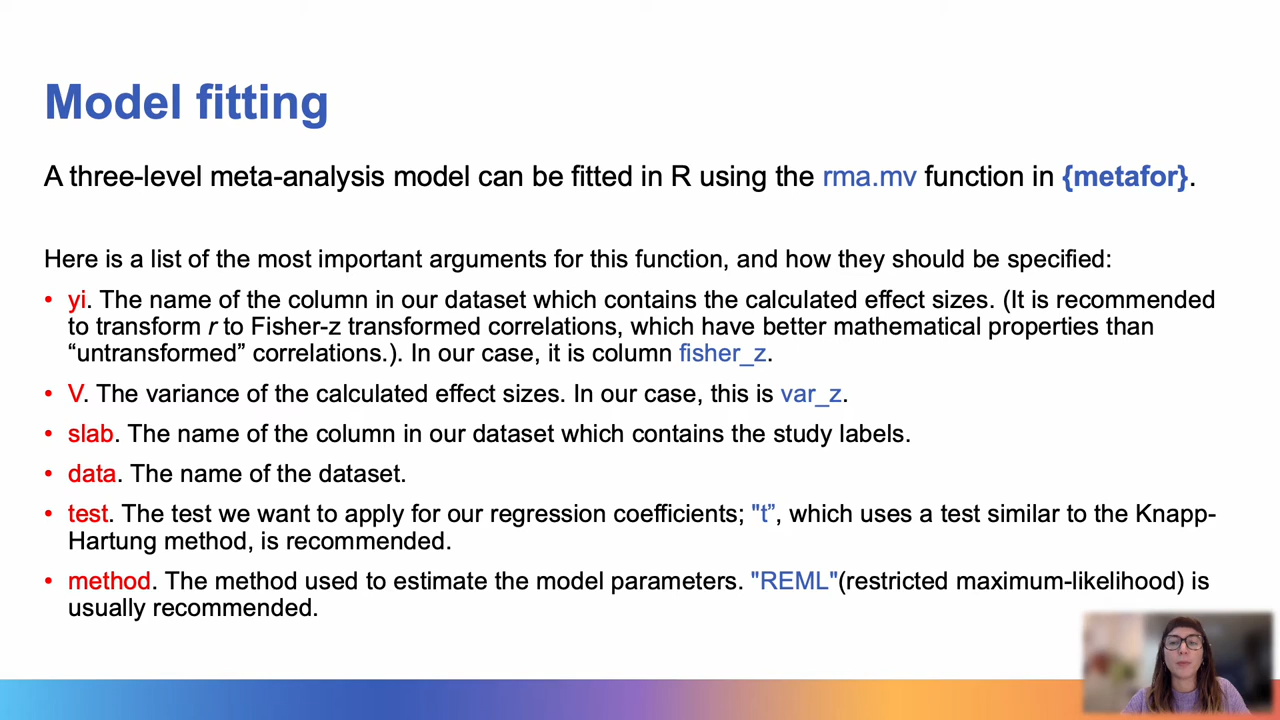 Model fitting
A three-level meta-analysis model can be fitted in R using the rma.mv function in {metafor}.
Here is a list of the most important arguments for this function, and how they should be specified:
• yi. The name of the column in our dataset which contains the calculated effect sizes. (It is recommended
to transform r to Fisher-z transformed correlations, which have better mathematical properties than
“untransformed” correlations.). In our case, it is column fisher_z.
• V. The variance of the calculated effect sizes. In our case, this is var_z.
• slab. The name of the column in our dataset which contains the study labels.
• data. The name of the dataset.
• test. The test we want to apply for our regression coefficients; "t”, which uses a test similar to the Knapp-
Hartung method, is recommended.
• method. The method used to estimate the model parameters. "REML"(restricted maximum-likelihood) is
usually recommended.